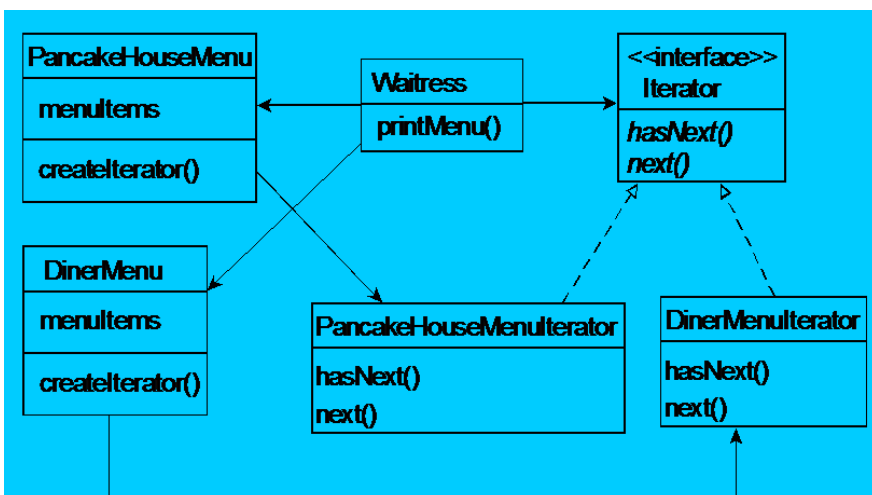 PancakeHouseMenu
menuItems
createIterator()
Waitress
printMenu()
<<interface>>
Iterator
hasNext()
next()
DinerMenu
menuItems
createIterator()
PancakeHouseMenuIterator
hasNext()
next()
DinerMenuIterator
hasNext()
next()